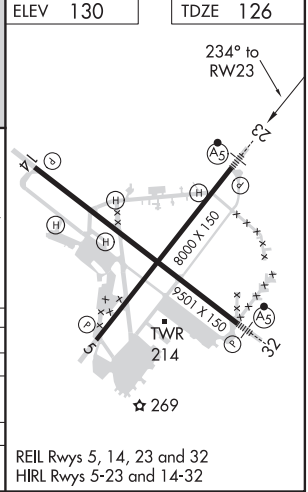 ELEV 130
TDZE 126
234° to
RW23
23
A5
P
14
P
H
H
H
H
8000 X 150
9501 X 150
A5
P
P
32
5
TWR
214
269
REIL Rwys 5, 14, 23 and 32
HIRL Rwys 5-23 and 14-32